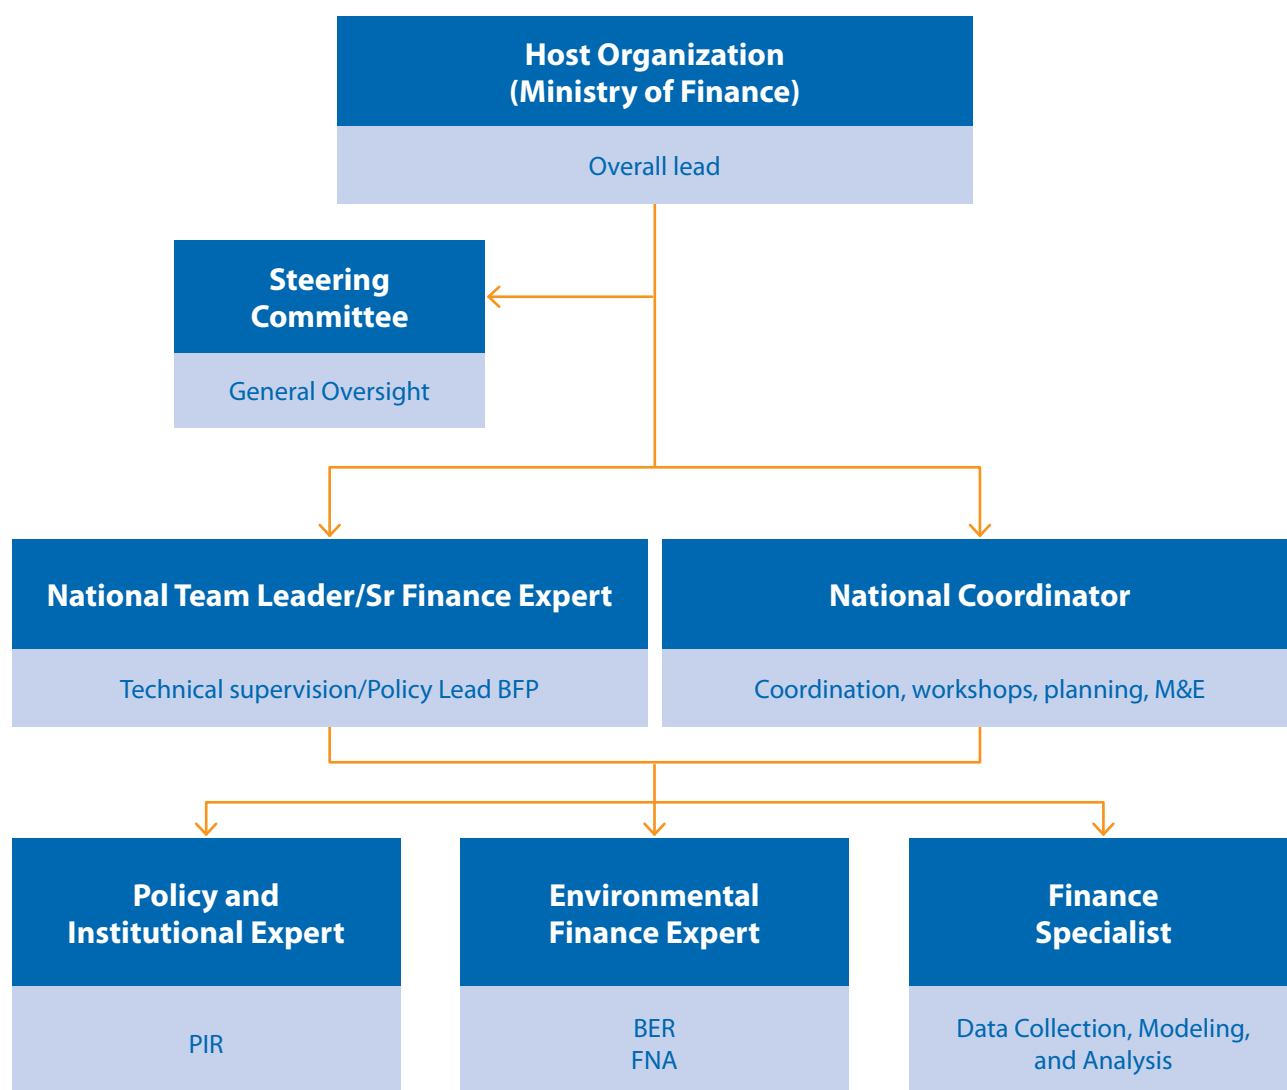 Host Organization
(Ministry of Finance)
Overall lead
Steering
Committee
General Oversight
National Team Leader/Sr Finance Expert
Technical supervision/Policy Lead BFP
National Coordinator
Coordination, workshops, planning, M&E
Policy and
Institutional Expert
PIR
Environmental
Finance Expert
BER
FNA
Finance
Specialist
Data Collection, Modeling,
and Analysis